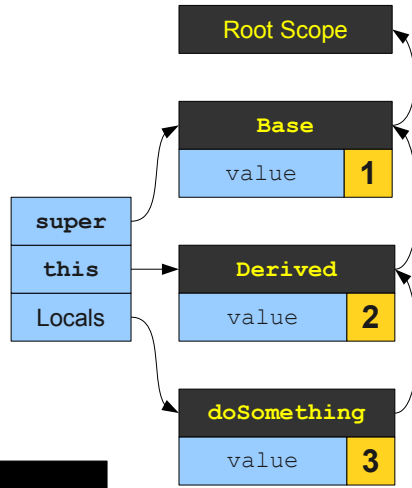 Root Scope
Base
value 1
super
this
Locals
Derived
value 2
doSomething
value 3